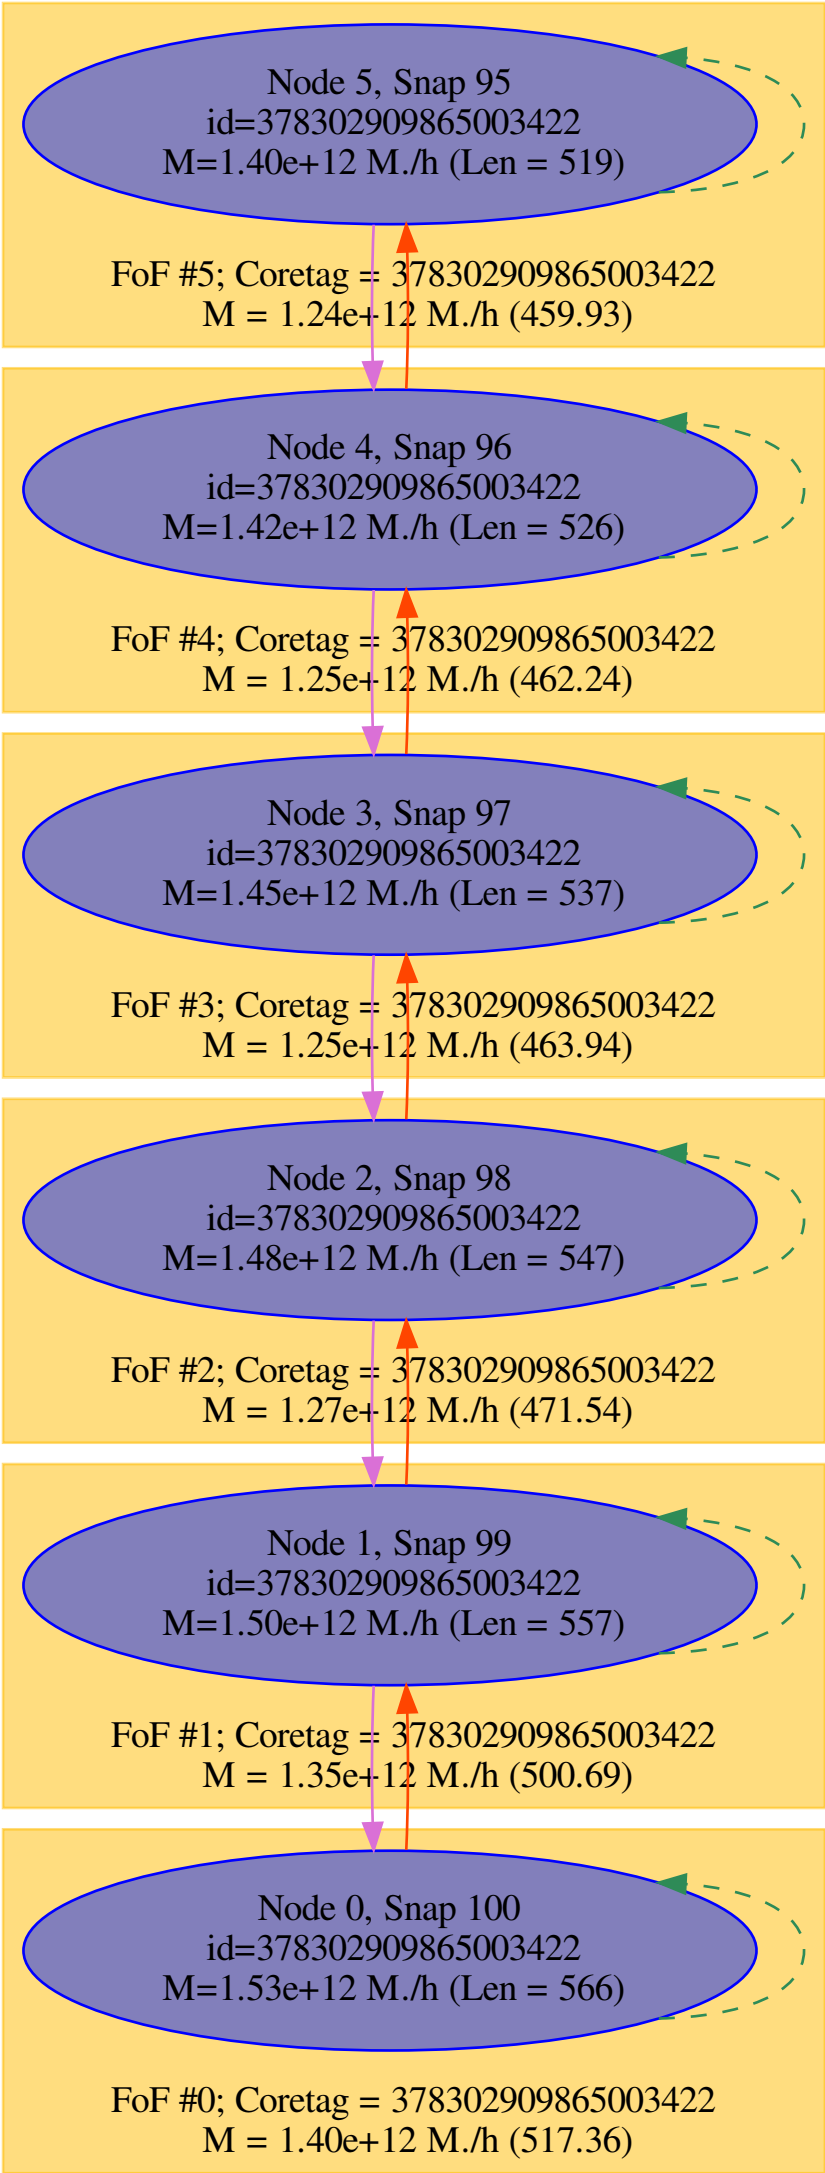 Node 5, Snap 95
id=378302909865003422
M=1.40e+12 M./h (Len = 519)
FoF #5; Coretag = 378302909865003422
M = 1.24e+12 M./h (459.93)
Node 4, Snap 96
id=378302909865003422
M=1.42e+12 M./h (Len = 526)
FoF #4; Coretag = 378302909865003422
M = 1.25e+12 M./h (462.24)
Node 3, Snap 97
id=378302909865003422
M=1.45e+12 M./h (Len = 537)
FoF #3; Coretag = 378302909865003422
M = 1.25e+12 M./h (463.94)
Node 2, Snap 98
id=378302909865003422
M=1.48e+12 M./h (Len = 547)
FoF #2; Coretag = 378302909865003422
M = 1.27e+12 M./h (471.54)
Node 1, Snap 99
id=378302909865003422
M=1.50e+12 M./h (Len = 557)
FoF #1; Coretag = 378302909865003422
M = 1.35e+12 M./h (500.69)
Node 0, Snap 100
id=378302909865003422
M=1.53e+12 M./h (Len = 566)
FoF #0; Coretag = 378302909865003422
M = 1.40e+12 M./h (517.36)